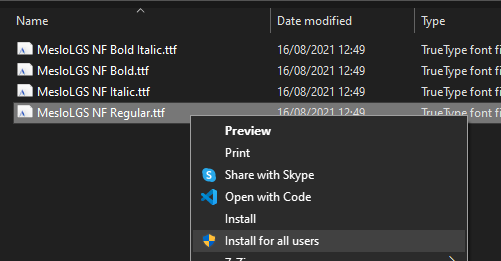 Name Date modified Type
MesloLGS NF Bold Italic.ttf 16/08/2021 12:49 TrueType font fi
MesloLGS NF Bold.ttf 16/08/2021 12:49 TrueType font fi
MesloLGS NF Italic.ttf 16/08/2021 12:49 TrueType font fi
MesloLGS NF Regular.ttf 16/08/2021 12:49 TrueType font fi
Preview
Print
Share with Skype
Open with Code
Install
Install for all users